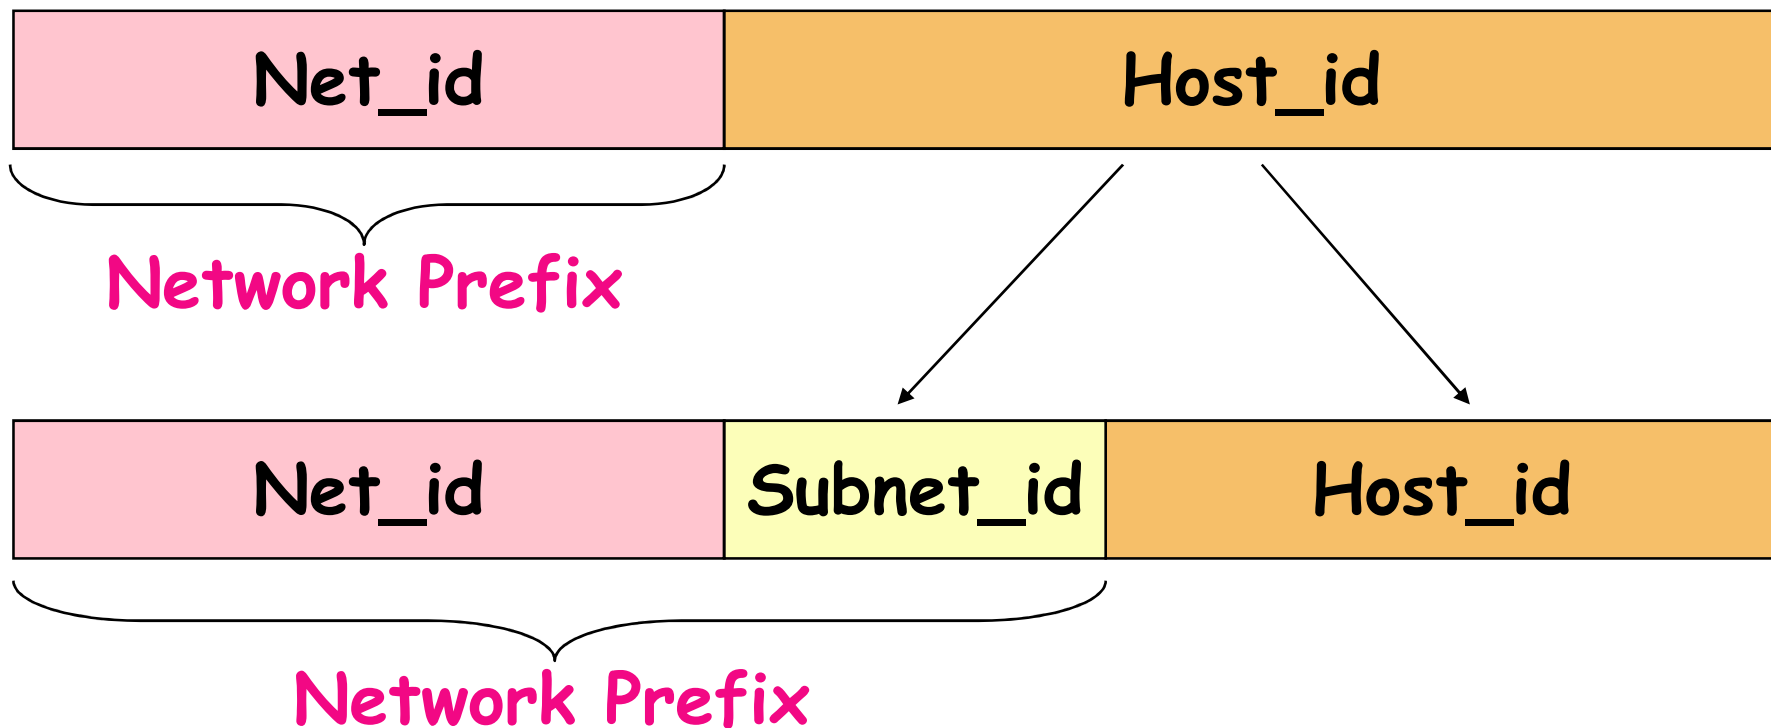 Net_id Host_id
Network Prefix
Net_id Subnet_id Host_id
Network Prefix